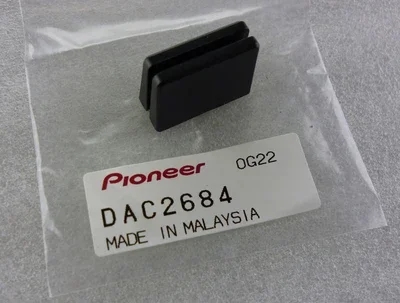 Pioneer OG22
DAC2684
MADE IN MALAYSIA